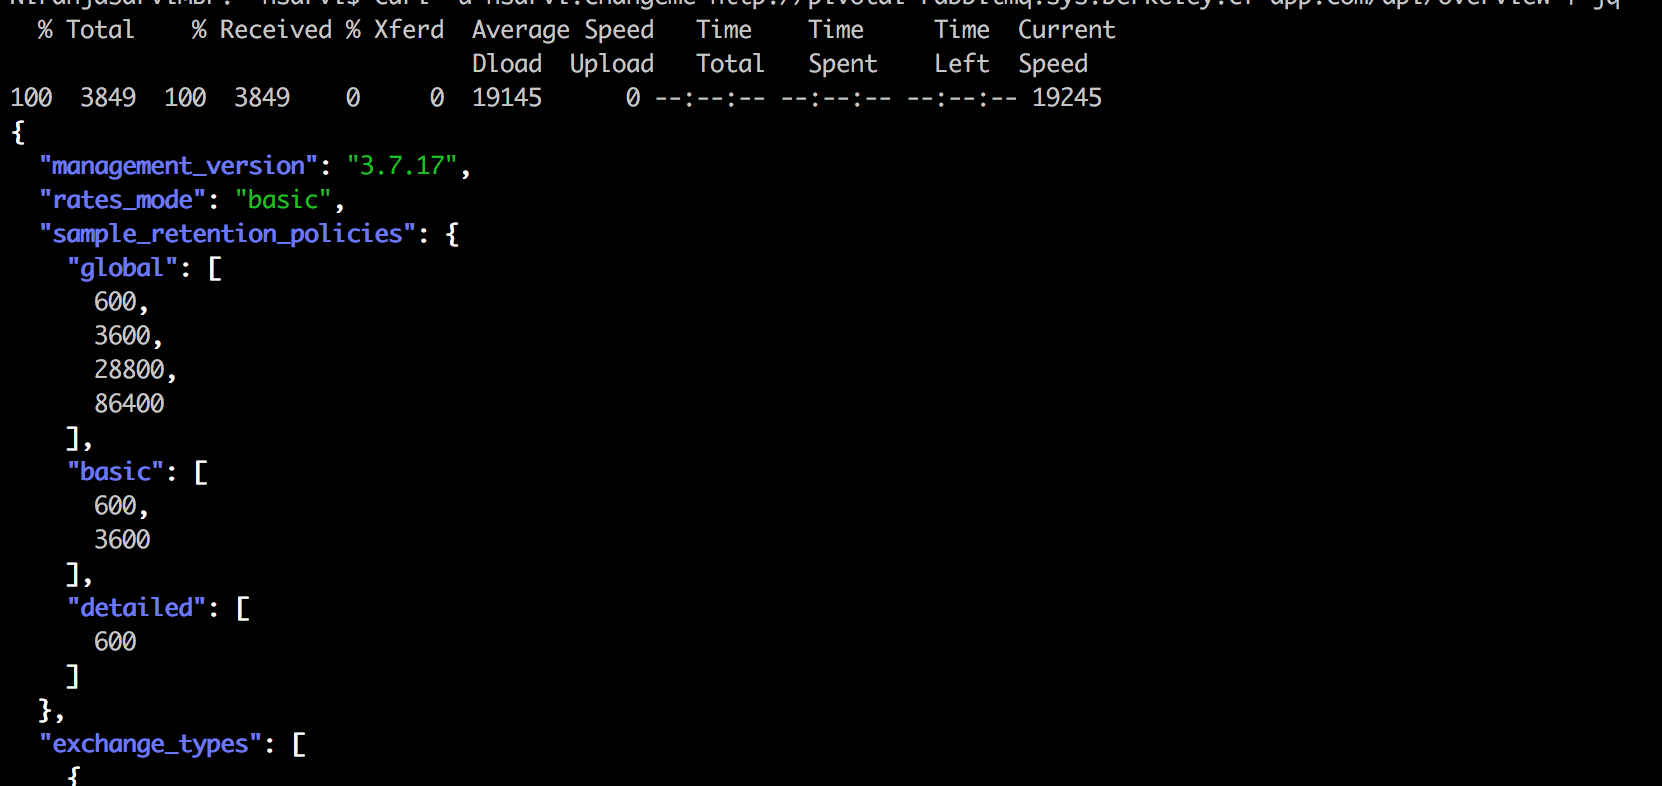 % Total % Received % Xferd Average Speed Time Time Time Current
Dload Upload Total Spent Left Speed
100 3849 100 3849 0 0 19145 0 --:--:-- --:--:-- --:--:-- 19245
{
"management_version": "3.7.17",
"rates_mode": "basic",
"sample_retention_policies": {
"global": [
600,
3600,
28800,
86400
],
"basic": [
600,
3600
],
"detailed": [
600
]
},
"exchange_types": [
{